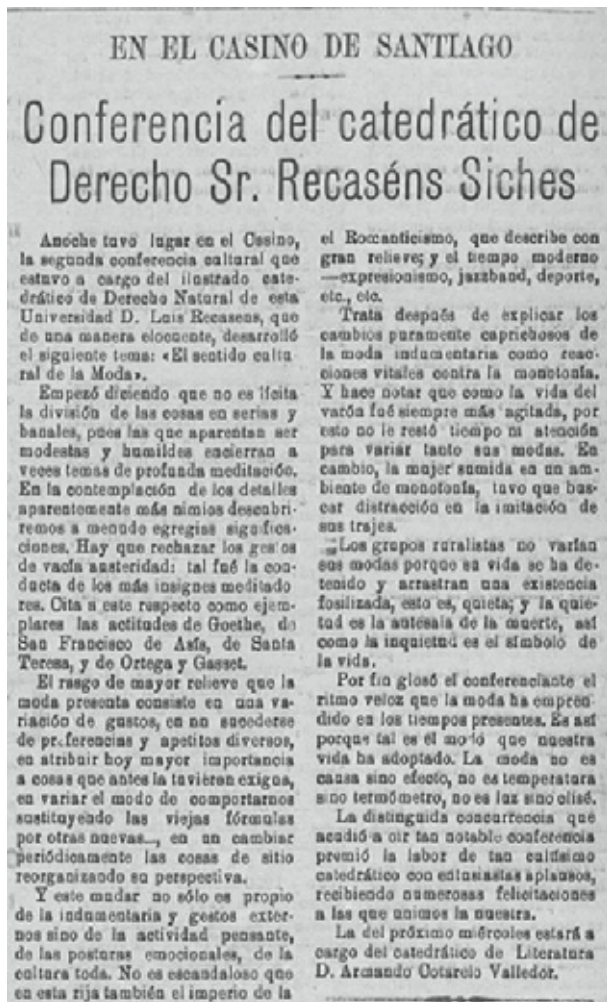 EN EL CASINO DE SANTIAGO
Conferencia del catedrático de
Derecho Sr. Recaséns Siches
Anoche tuvo lugar en el Casino,
la segunda conferencia cultural que
estuvo a cargo del ilustrado cate-
drático de Derecho Natural de esta
Universidad D. Luis Recasens, que
de una manera elocuente, desarrolló
el siguiente tema: «El sentido cultu
ral de la Moda».
Empezó diciendo que no es lícita
la división de las cosas en serias y
banales, pues las que aparentan ser
modestas y humildes encierran a
veces temas de profunda meditación.
En la contemplación de los detalles
aparentemente más nimios descubri-
remos a menudo egregias significa-
ciones. Hay que rechazar los gestos
de vacía austeridad: tal fué la con-
ducta de los más insignes meditado
res. Cita a este respecto como ejem-
plares las actitudes de Goethe, de
San Francisco de Asís, de Santa
Teresa, y de Ortega y Gasset.
El rasgo de mayor relieve que la
moda presenta consiste en una va-
riación de gustos, en un sucederse
de preferencias y apetitos diversos,
en atribuir hoy mayor importancia
a cosas que antes la tuvieron exigua,
en variar el modo de comportarnos
sustituyendo las viejas fórmulas
por otras nuevas..., en un cambiar
periódicamente las cosas de sitio
reorganizando su perspectiva.
Y este mudar no sólo es propio
de la indumentaria y gestos exter-
nos sino de la actividad pensante,
de las posturas emocionales, de la
cultura toda. No es escandaloso que
en esta rija también el imperio de la
el Romanticismo, que describe con
gran relieve; y el tiempo moderno
—expresionismo, jazzband, deporte,
etc., etc.
Trata después de explicar los
cambios puramente caprichosos de
la moda indumentaria como reac-
ciones vitales contra la monotonía.
Y hace notar que como la vida del
varón fué siempre más agitada, por
esto no le restó tiempo ni atención
para variar tanto sus modas. En
cambio, la mujer sumida en un am-
biente de monotonía, tuvo que bus-
car distracción en la imitación de
sus trajes.
Los grupos ruralistas no varían
sus modas porque su vida se ha de-
tenido y arrastran una existencia
fosilizada, esto es, quieta; y la quie-
tud es la antesala de la muerte, así
como la inquietud es el símbolo de
la vida.
Por fin glosó el conferenciante el
ritmo veloz que la moda ha empren
dido en los tiempos presentes. Es así
porque tal es el modo que nuestra
vida ha adoptado. La moda no es
causa sino efecto, no es temperatura
sino termómetro, no es luz sino clisé.
La distinguida concurrencia que
acudió a oir tan notable conferencia
premió la labor de tan cultísimo
catedrático con entusiastas aplausos,
recibiendo numerosas felicitaciones
a las que unimos la nuestra.
La del próximo miércoles estará a
cargo del catedrático de Literatura
D. Armando Cotarelo Valledor.